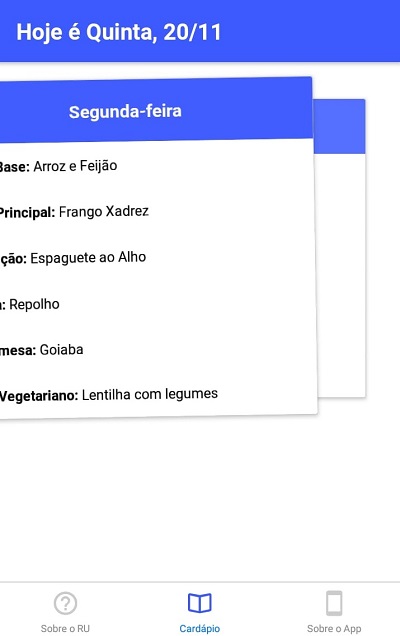 Hoje é Quinta, 20/11
Segunda-feira
Base: Arroz e Feijão
Principal: Frango Xadrez
ção: Espaguete ao Alho
: Repolho
mesa: Goiaba
Vegetariano: Lentilha com legumes
Sobre o RU
Cardápio
Sobre o App